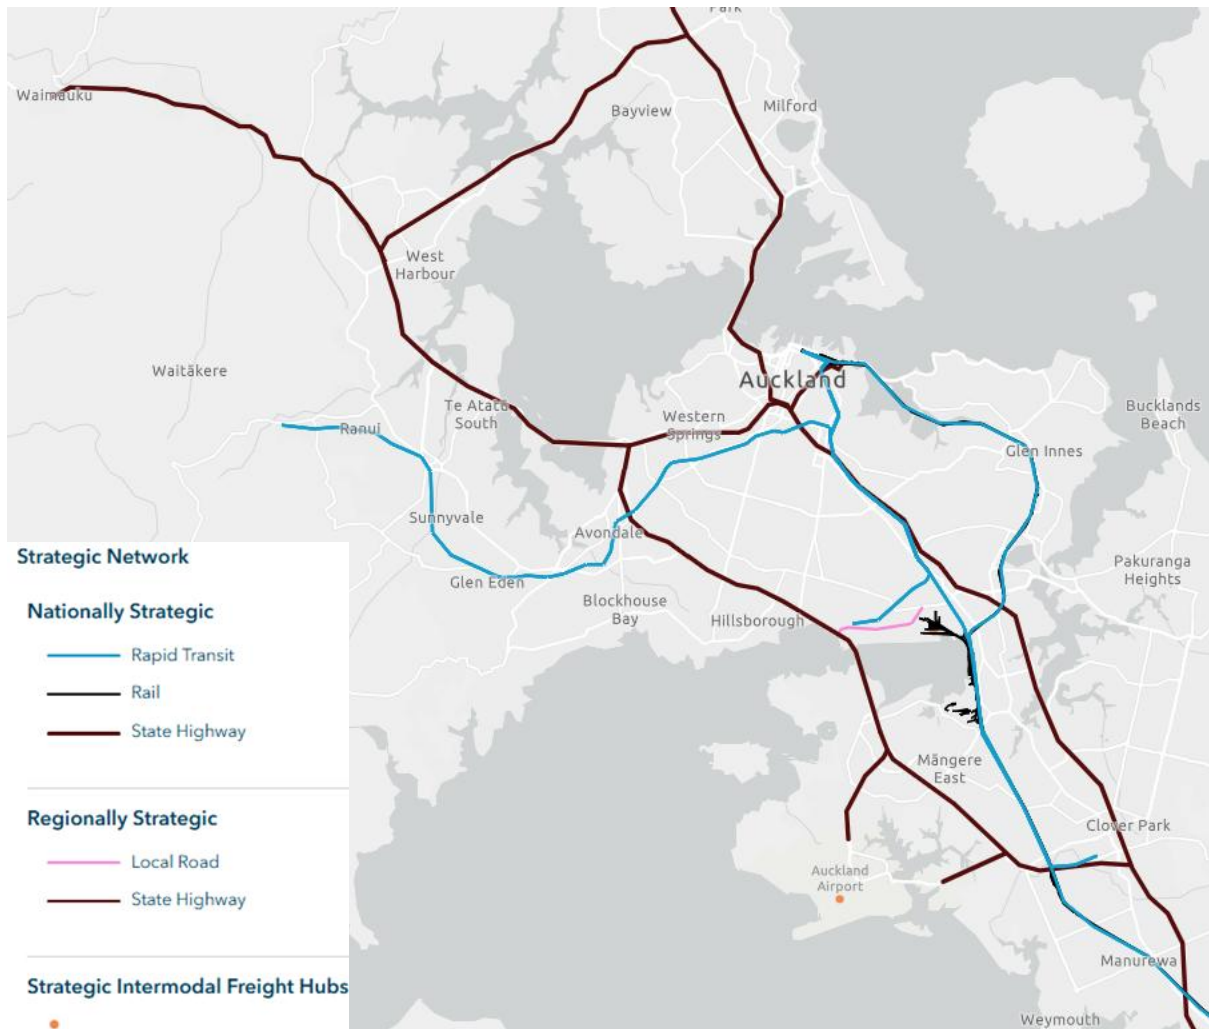 Park
Waimauku
Bayview
Milford
West
Harbour
Waitākere
Auckland
Te Atatū
South
Western
Springs
Bucklands
Beach
Ranui
Glen Innes
Sunnyvale
Avondale
Pakuranga
Heights
Glen Eden
Blockhouse
Bay
Hillsborough
Māngere
East
Clover Park
Auckland
Airport
Manurewa
Weymouth
Strategic Network
Nationally Strategic
Rapid Transit
Rail
State Highway
Regionally Strategic
Local Road
State Highway
Strategic Intermodal Freight Hubs